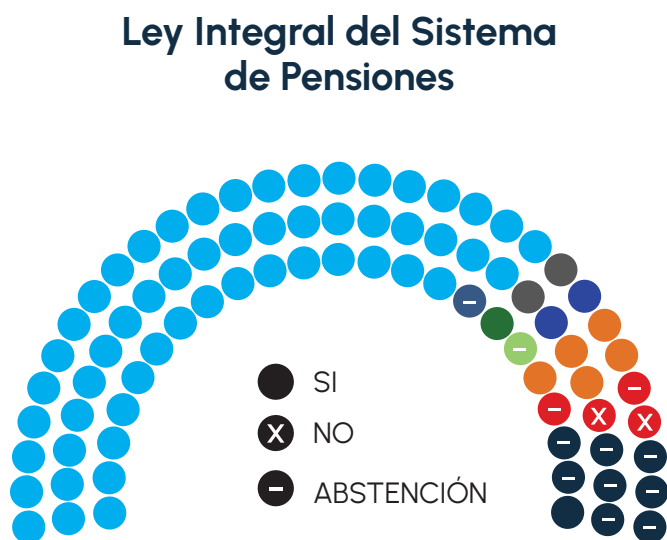 Ley Integral del Sistema
de Pensiones
SI
X NO
− ABSTENCIÓN
X
X